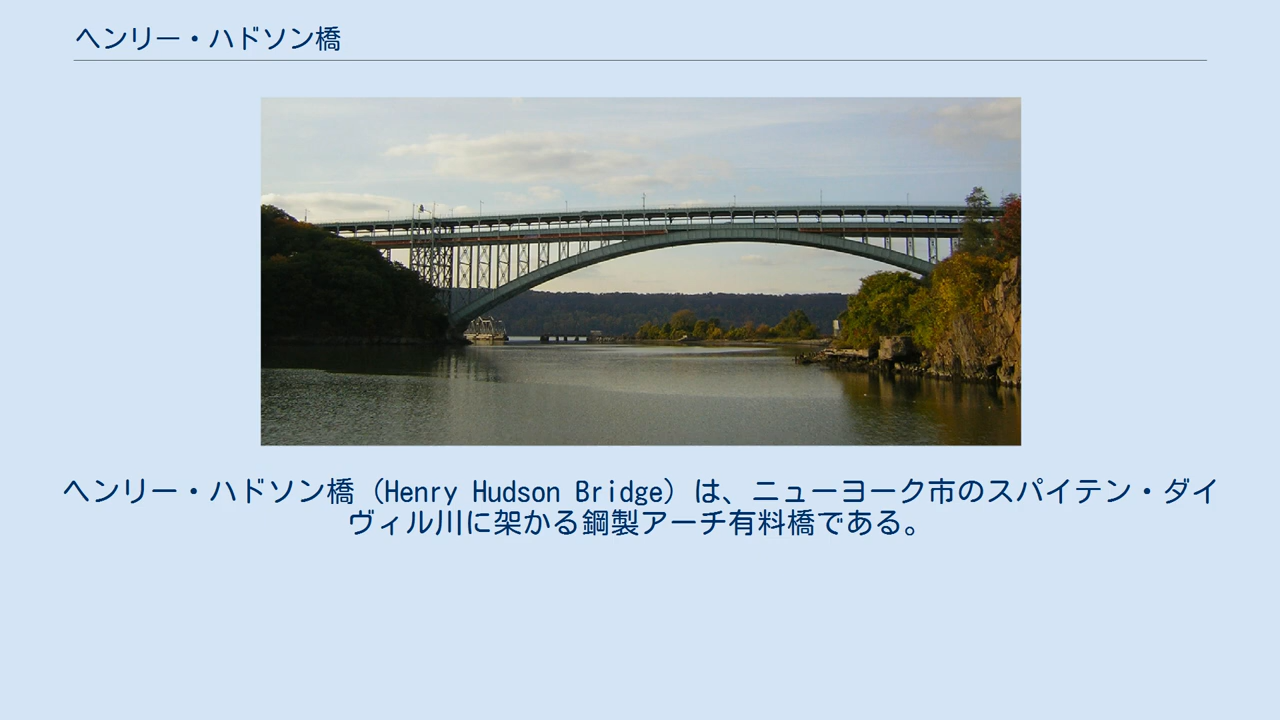 ヘンリー・ハドソン橋
ヘンリー・ハドソン橋（Henry Hudson Bridge）は、ニューヨーク市のスパイテン・ダイ
ヴィル川に架かる鋼製アーチ有料橋である。